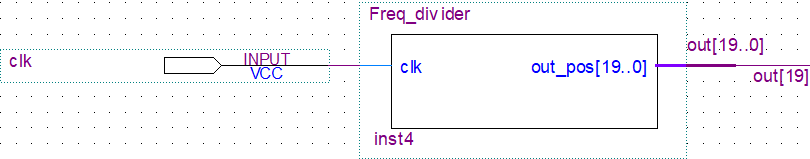 Freq_divider
out[19..0]
clk
INPUT
VCC
clk
out_pos[19..0]
out[19]
inst4